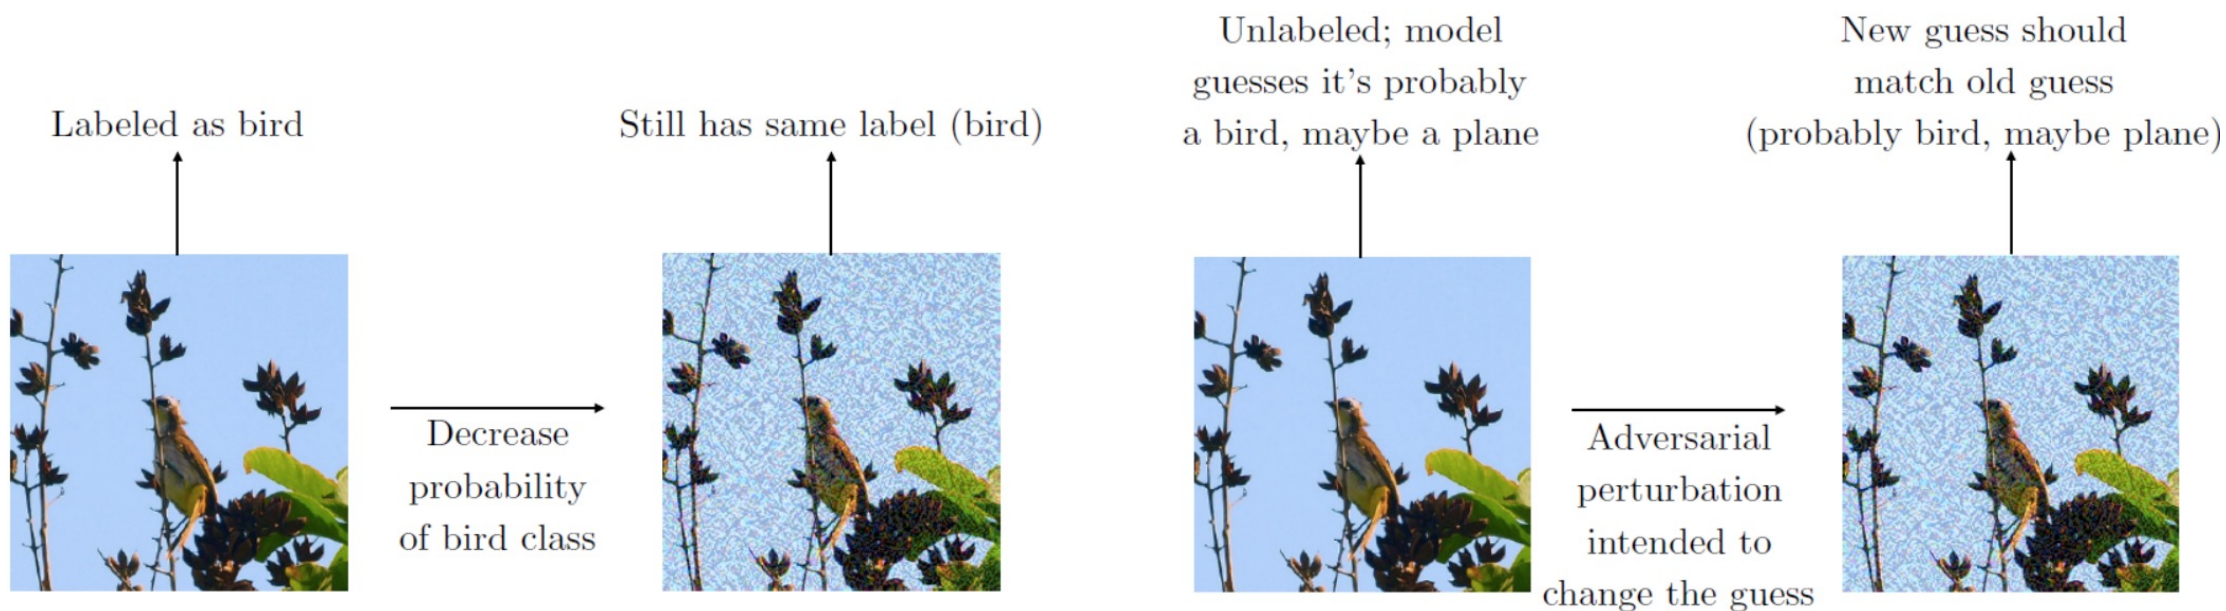 Labeled as bird
Decrease
probability
of bird class
Still has same label (bird)
Unlabeled; model
guesses it's probably
a bird, maybe a plane
Adversarial
perturbation
intended to
change the guess
New guess should
match old guess
(probably bird, maybe plane)